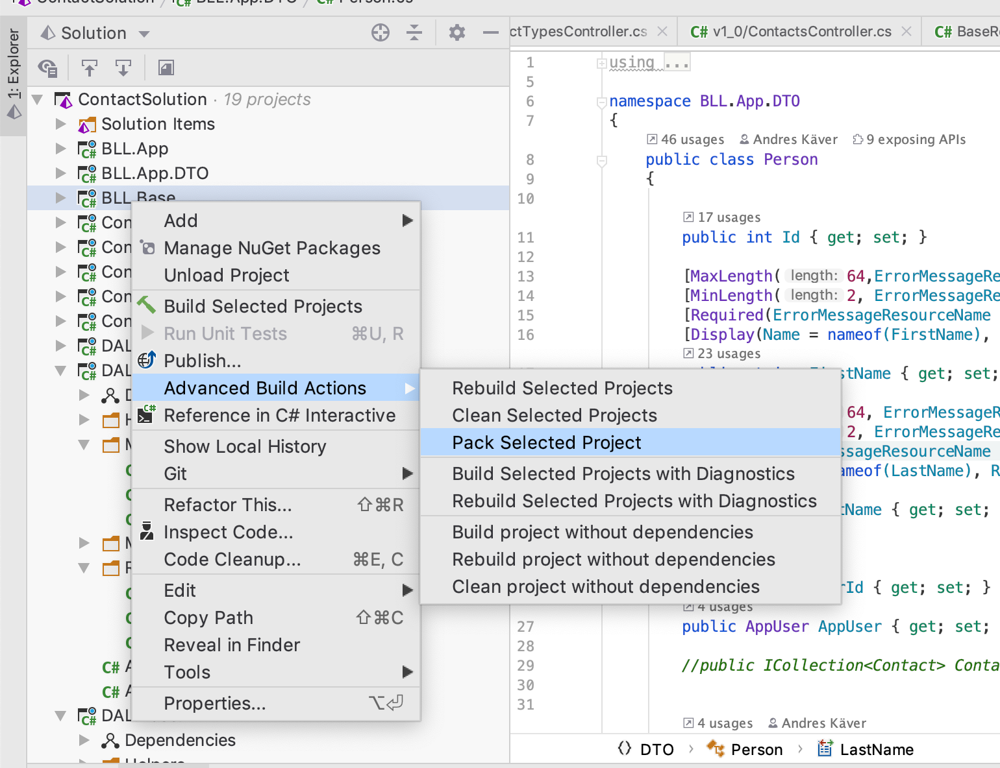 BLL.App.DTO
Person.cs
1: Explorer
Solution
ContactSolution · 19 projects
Solution Items
BLL.App
BLL.App.DTO
BLL.Base
Con
Con
Con
Con
Con
DAL
DAL
DAL
Dependencies
Helpers
Add
Manage NuGet Packages
Unload Project
Build Selected Projects
Run Unit Tests ⌘U, R
Publish...
Advanced Build Actions
Reference in C# Interactive
Show Local History
Git
Refactor This... ⇧⌘R
Inspect Code...
Code Cleanup... ⌘E, C
Edit
Copy Path ⇧⌘C
Reveal in Finder
Tools
Properties... ⌥⏎
Rebuild Selected Projects
Clean Selected Projects
Pack Selected Project
Build Selected Projects with Diagnostics
Rebuild Selected Projects with Diagnostics
Build project without dependencies
Rebuild project without dependencies
Clean project without dependencies
ctTypesController.cs
C# v1_0/ContactsController.cs
C# BaseR
1 using ...
5
6 namespace BLL.App.DTO
7 {
46 usages Andres Käver 9 exposing APIs
8 public class Person
9 {
10
17 usages
11 public int Id { get; set; }
12
13 [MaxLength( length: 64,ErrorMessageRe
14 [MinLength( length: 2, ErrorMessageRe
15 [Required(ErrorMessageResourceName
16 [Display(Name = nameof(FirstName),
23 usages
stName { get; set;
64, ErrorMessageR
2, ErrorMessageRe
ssageResourceName
ameof(LastName), R
tName { get; set;
rId { get; set; }
4 usages
27 public AppUser AppUser { get; set;
28
29 //public ICollection<Contact> Conta
30
31
4 usages Andres Käver
DTO › Person › LastName